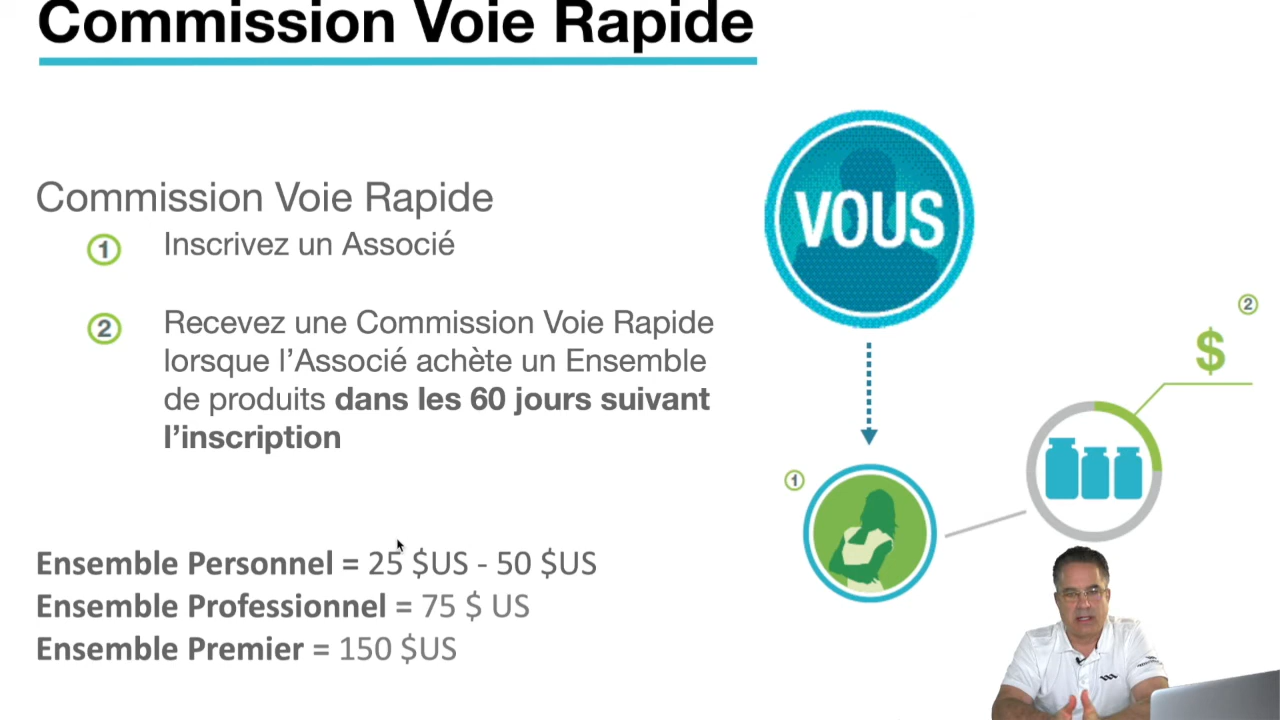 Commission Voie Rapide
Commission Voie Rapide
1 Inscrivez un Associé
2 Recevez une Commission Voie Rapide
lorsque l’Associé achète un Ensemble
de produits dans les 60 jours suivant
l’inscription
Ensemble Personnel = 25 $US - 50 $US
Ensemble Professionnel = 75 $ US
Ensemble Premier = 150 $US
VOUS
2
$
1